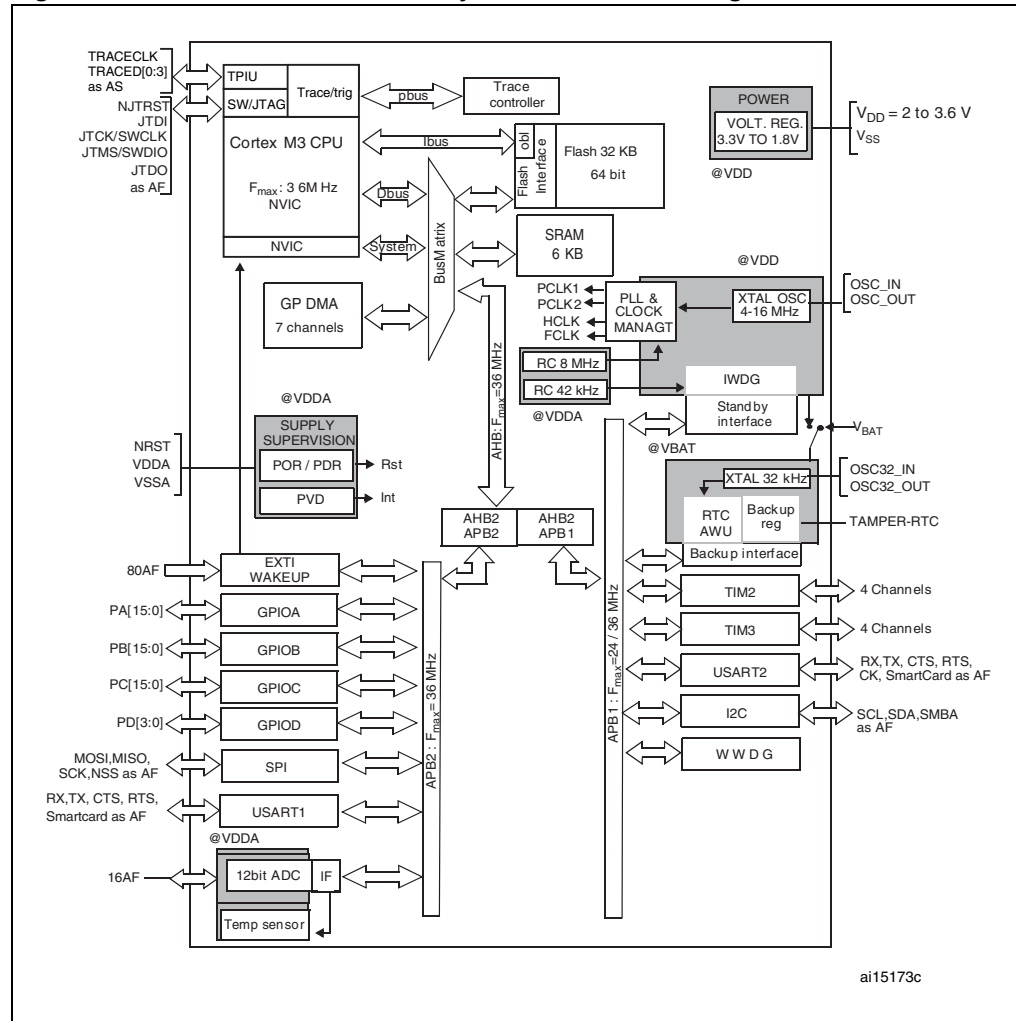 TRACECLK
TRACED[0:3]
as AS
NJTRST
JTDI
JTCK/SWCLK
JTMS/SWDIO
JTDO
as AF
TPIU
SW/JTAG
Trace/trig
Cortex M3 CPU
Fmax: 3 6M Hz
NVIC
NVIC
pbus
Trace
controller
Ibus
Dbus
System
BusM atrix
Flash obl
Interface
Flash 32 KB
64 bit
SRAM
6 KB
POWER
VOLT. REG.
3.3V TO 1.8V
@VDD
VDD = 2 to 3.6 V
VSS
GP DMA
7 channels
AHB: Fmax=36 MHz
PCLK1
PCLK2
HCLK
FCLK
PLL &
CLOCK
MANAGT
@VDD
XTAL OSC
4-16 MHz
OSC_IN
OSC_OUT
RC 8 MHz
RC 42 kHz
@VDDA
IWDG
Stand by
interface
@VBAT
VBAT
@VDDA
SUPPLY
SUPERVISION
POR / PDR
PVD
Rst
Int
NRST
VDDA
VSSA
XTAL 32 kHz
OSC32_IN
OSC32_OUT
RTC
AWU
Backup
reg
TAMPER-RTC
Backup interface
AHB2
APB2
AHB2
APB1
80AF
EXTI
WAKEUP
PA[15:0]
GPIOA
PB[15:0]
GPIOB
PC[15:0]
GPIOC
PD[3:0]
GPIOD
MOSI,MISO,
SCK,NSS as AF
SPI
RX,TX, CTS, RTS,
Smartcard as AF
USART1
@VDDA
16AF
12bit ADC
IF
Temp sensor
APB2 : Fmax= 36 MHz
APB1 : Fmax=24 / 36 MHz
TIM2
4 Channels
TIM3
4 Channels
USART2
RX,TX, CTS, RTS,
CK, SmartCard as AF
I2C
SCL,SDA,SMBA
as AF
W W D G
ai15173c